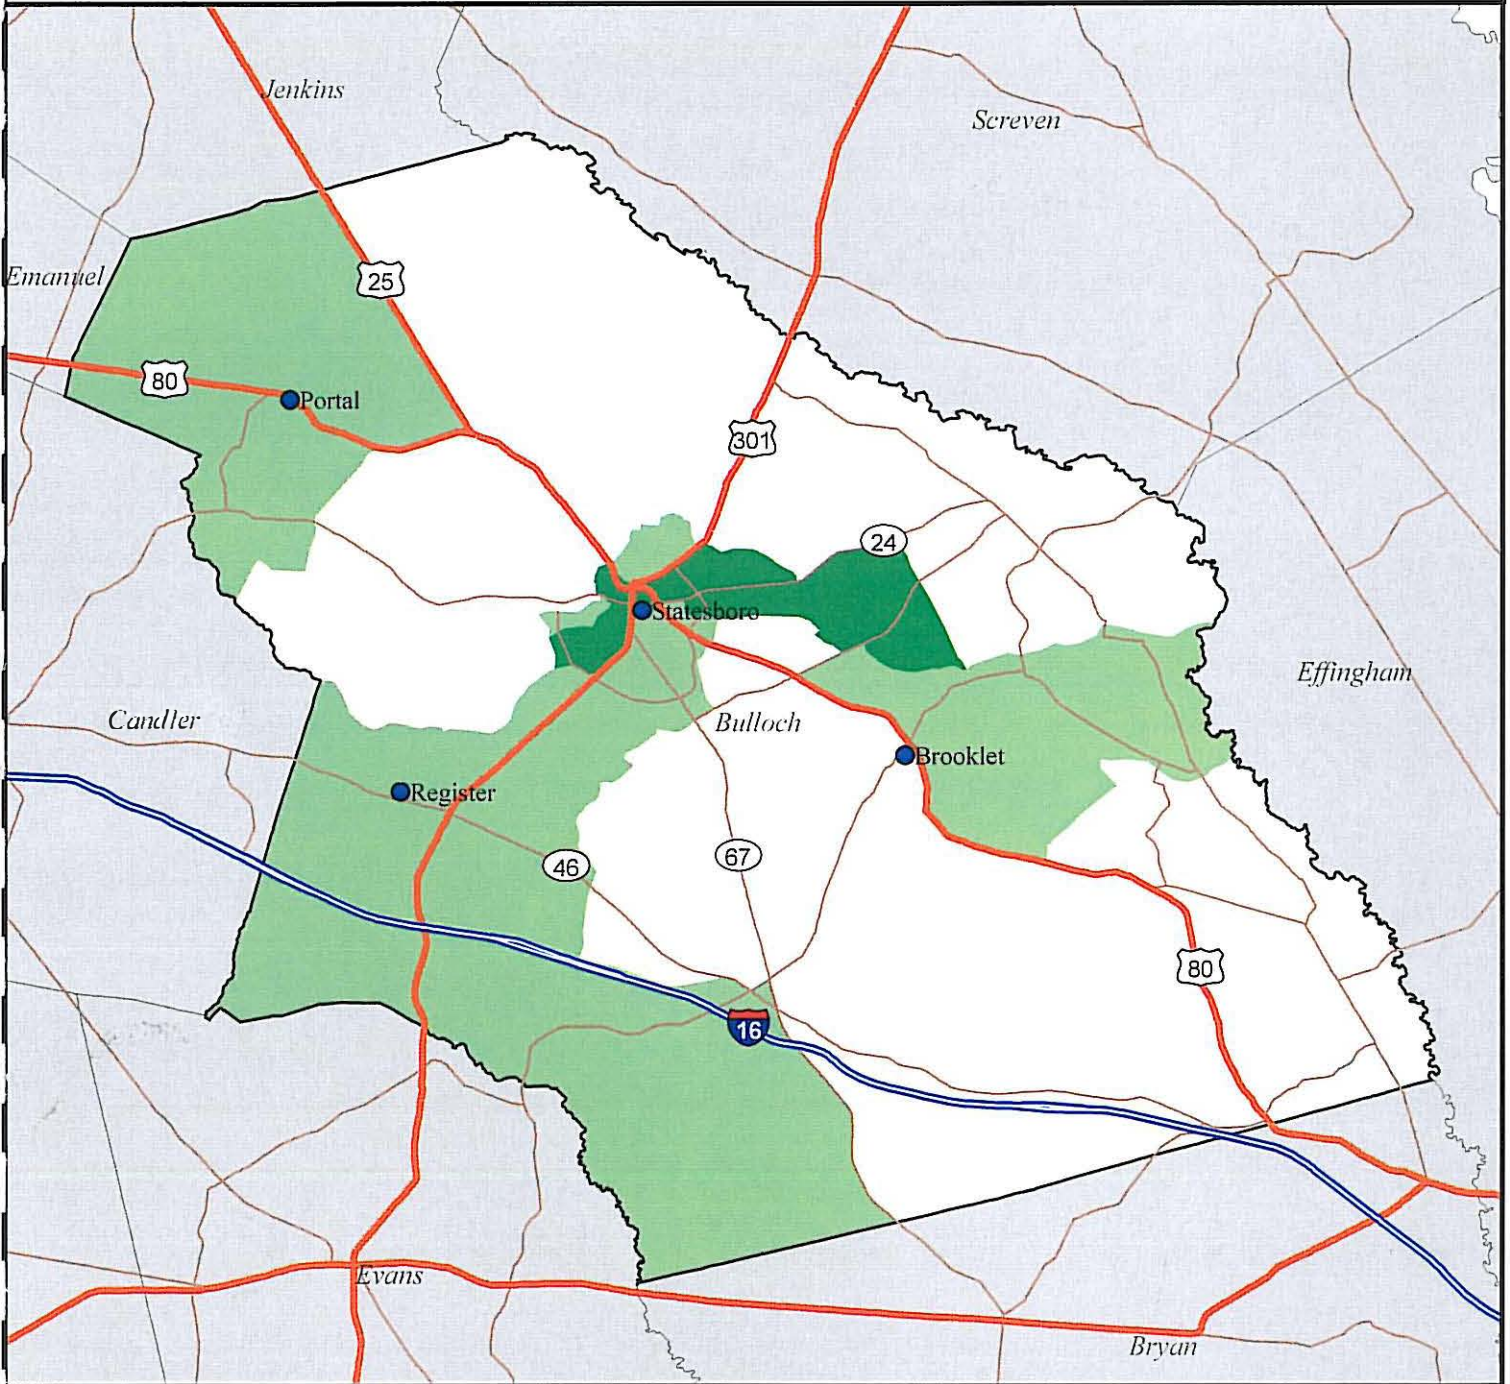 Jenkins
Screven
Emanuel
25
80
Portal
301
24
Statesboro
Effingham
Candler
Bulloch
Brooklet
Register
46
67
80
16
Evans
Bryan